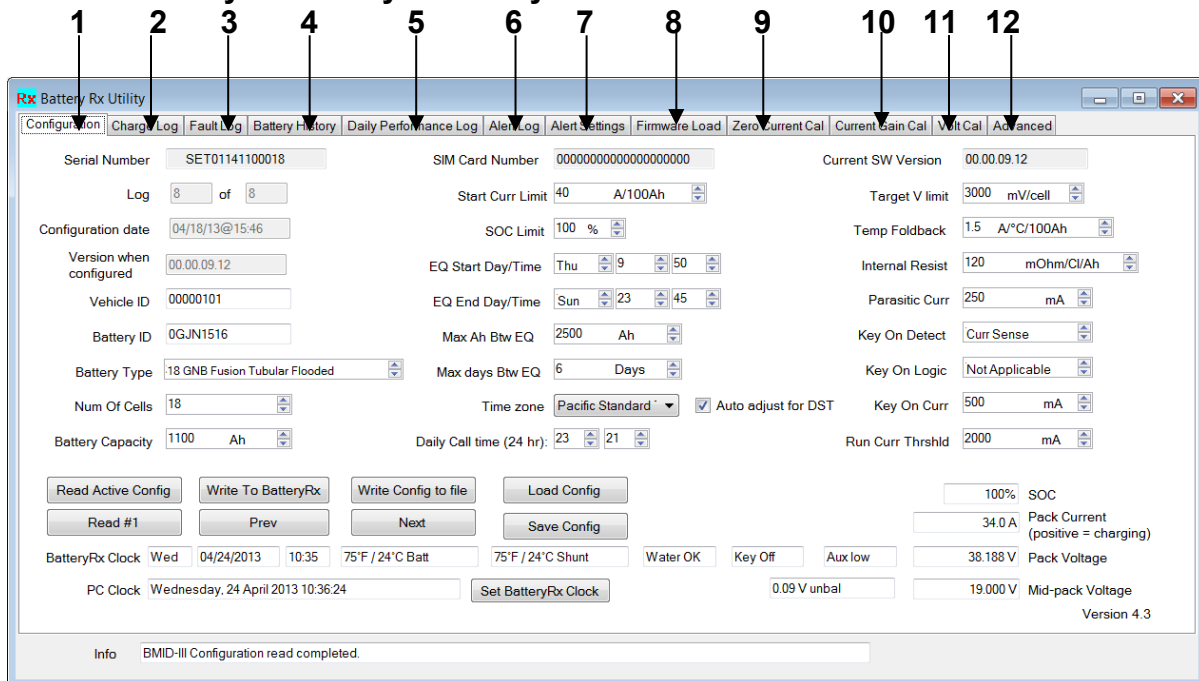 1 2 3 4 5 6 7 8 9 10 11 12
Rx Battery Rx Utility
Configuration Charge Log Fault Log Battery History Daily Performance Log Alert Log Alert Settings Firmware Load Zero Current Cal Current Gain Cal Volt Cal Advanced
Serial Number SET01141100018 SIM Card Number 00000000000000000000 Current SW Version 00.00.09.12
Log 8 of 8 Start Curr Limit 40 A/100Ah Target V limit 3000 mV/cell
Configuration date 04/18/13@15:46 SOC Limit 100 % Temp Foldback 1.5 A/°C/100Ah
Version when configured 00.00.09.12 EQ Start Day/Time Thu 9 50 Internal Resist 120 mOhm/Cl/Ah
Vehicle ID 00000101 EQ End Day/Time Sun 23 45 Parasitic Curr 250 mA
Battery ID 0GJN1516 Max Ah Btw EQ 2500 Ah Key On Detect Curr Sense
Battery Type 18 GNB Fusion Tubular Flooded Max days Btw EQ 6 Days Key On Logic Not Applicable
Num Of Cells 18 Time zone Pacific Standard Auto adjust for DST Key On Curr 500 mA
Battery Capacity 1100 Ah Daily Call time (24 hr): 23 21 Run Curr Thrshld 2000 mA
Read Active Config Write To BatteryRx Write Config to file Load Config 100% SOC
Read #1 Prev Next Save Config 34.0 A Pack Current (positive = charging)
BatteryRx Clock Wed 04/24/2013 10:35 75°F / 24°C Batt 75°F / 24°C Shunt Water OK Key Off Aux low 38.188 V Pack Voltage
PC Clock Wednesday, 24 April 2013 10:36:24 Set BatteryRx Clock 0.09 V unbal 19.000 V Mid-pack Voltage
Version 4.3
Info BMID-III Configuration read completed.